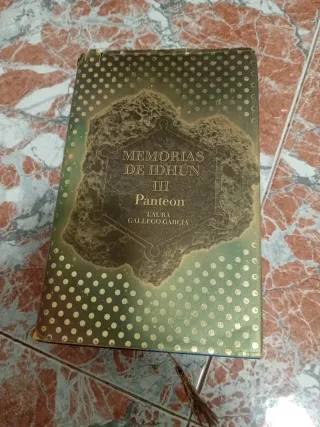 MEMORIAS
DE IDHÚN
III
Panteón
LAURA
GALLEGO GARCÍA